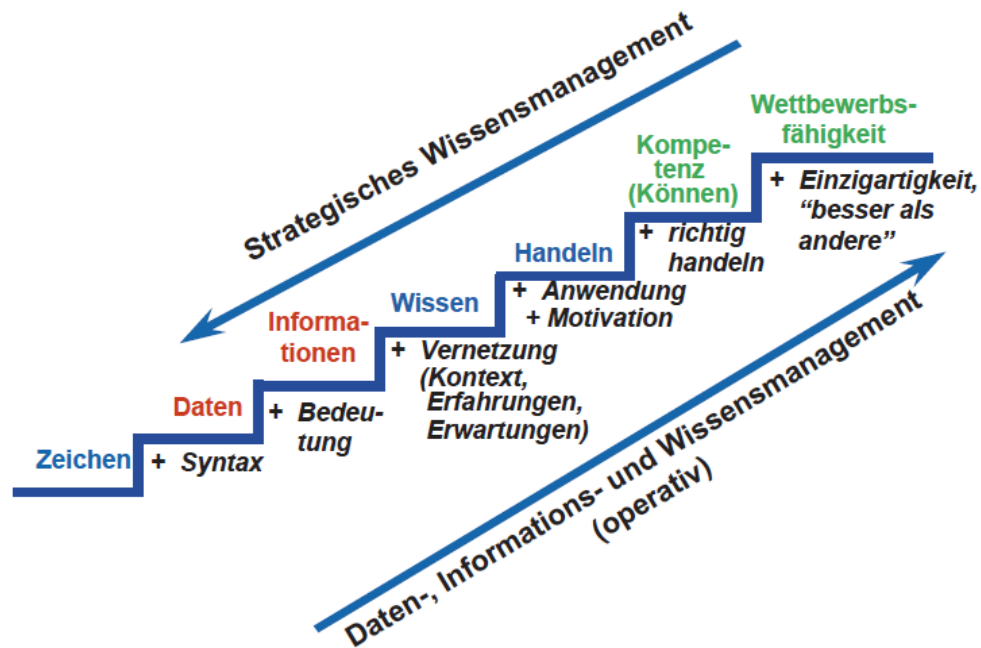 Strategisches Wissensmanagement
Wettbewerbs-
fähigkeit
+ Einzigartigkeit,
“besser als
andere”
Kompe-
tenz
(Können)
+ richtig
handeln
Handeln
+ Anwendung
+ Motivation
Wissen
+ Vernetzung
(Kontext,
Erfahrungen,
Erwartungen)
Informa-
tionen
+ Bedeu-
tung
Daten
+ Syntax
Zeichen
Daten-, Informations- und Wissensmanagement
(operativ)